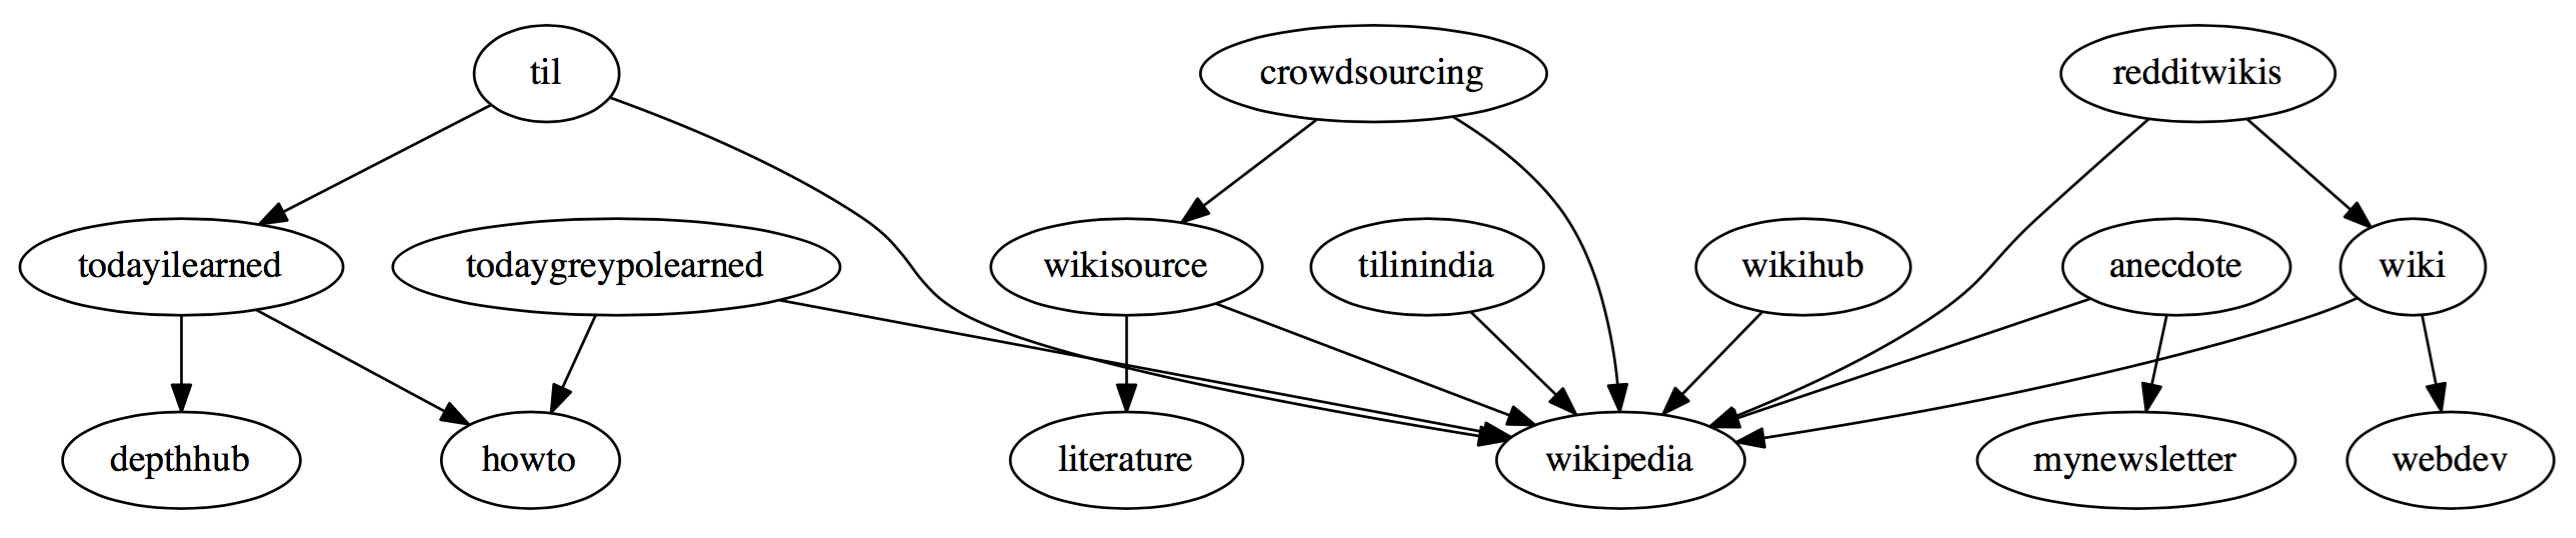 til
crowdsourcing
redditwikis
todayilearned
todaygreypolearned
wikisource
tilinindia
wikihub
anecdote
wiki
depthhub
howto
literature
wikipedia
mynewsletter
webdev